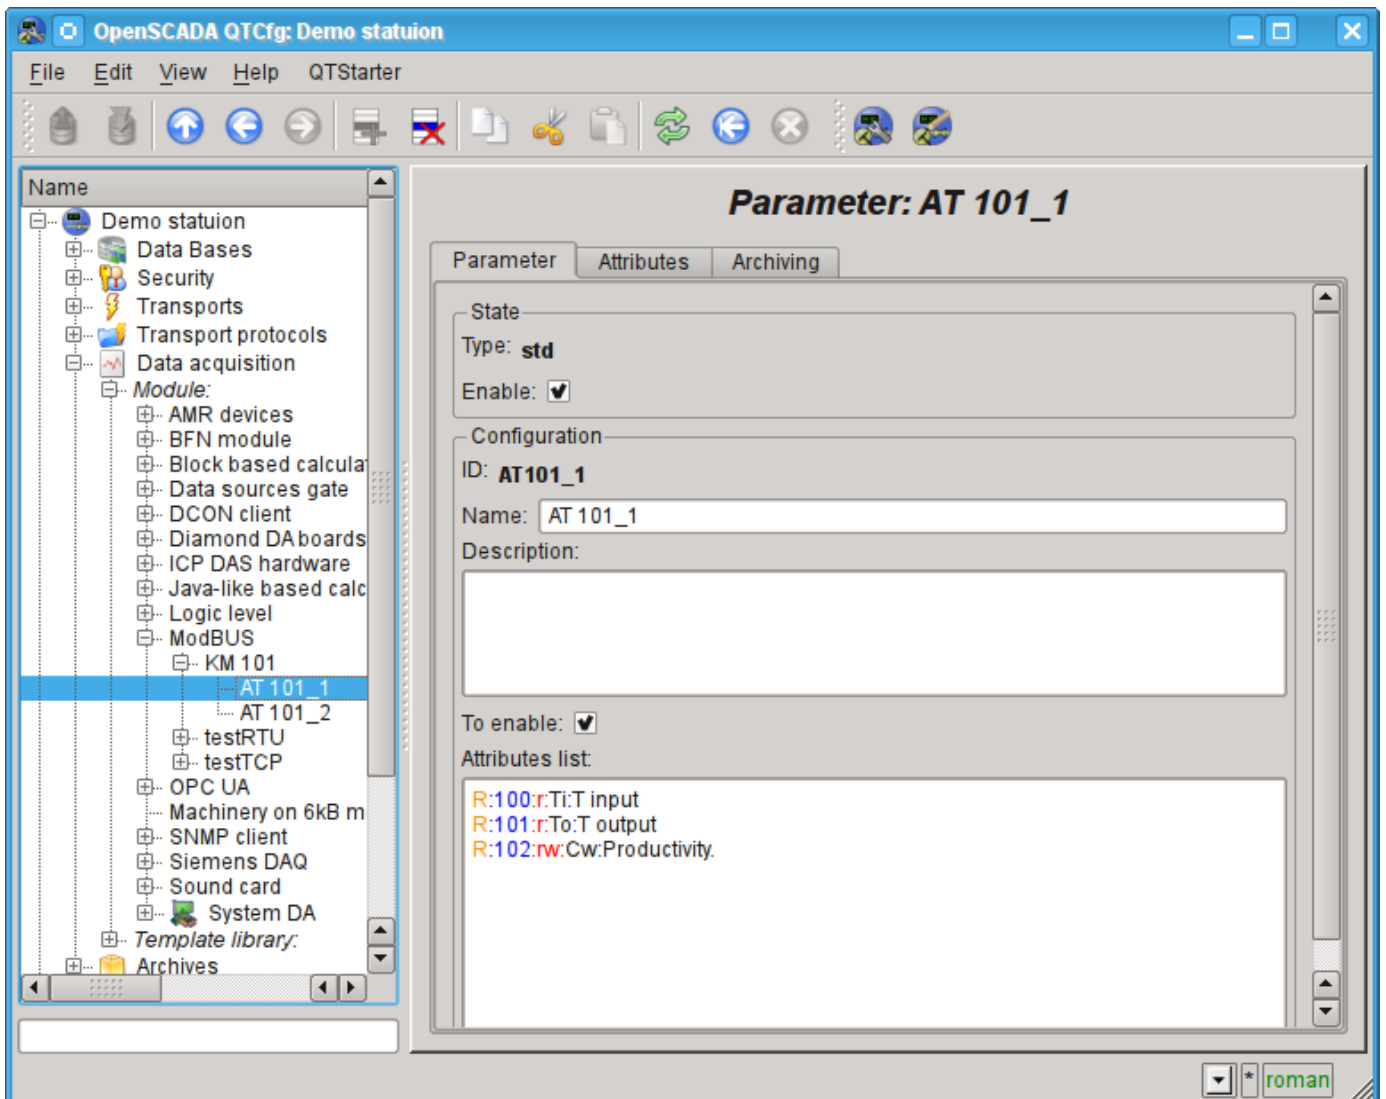 OpenSCADA QTCfg: Demo statuion
File Edit View Help QTStarter
Name
Demo statuion
Data Bases
Security
Transports
Transport protocols
Data acquisition
Module:
AMR devices
BFN module
Block based calculat
Data sources gate
DCON client
Diamond DA boards
ICP DAS hardware
Java-like based calc
Logic level
ModBUS
KM 101
AT 101_1
AT 101_2
testRTU
testTCP
OPC UA
Machinery on 6kB m
SNMP client
Siemens DAQ
Sound card
System DA
Template library:
Archives
Parameter: AT 101_1
Parameter Attributes Archiving
State
Type: std
Enable:
Configuration
ID: AT101_1
Name: AT 101_1
Description:
To enable:
Attributes list:
R:100:r:Ti:T input
R:101:r:To:T output
R:102:rw:Cw:Productivity.
* roman